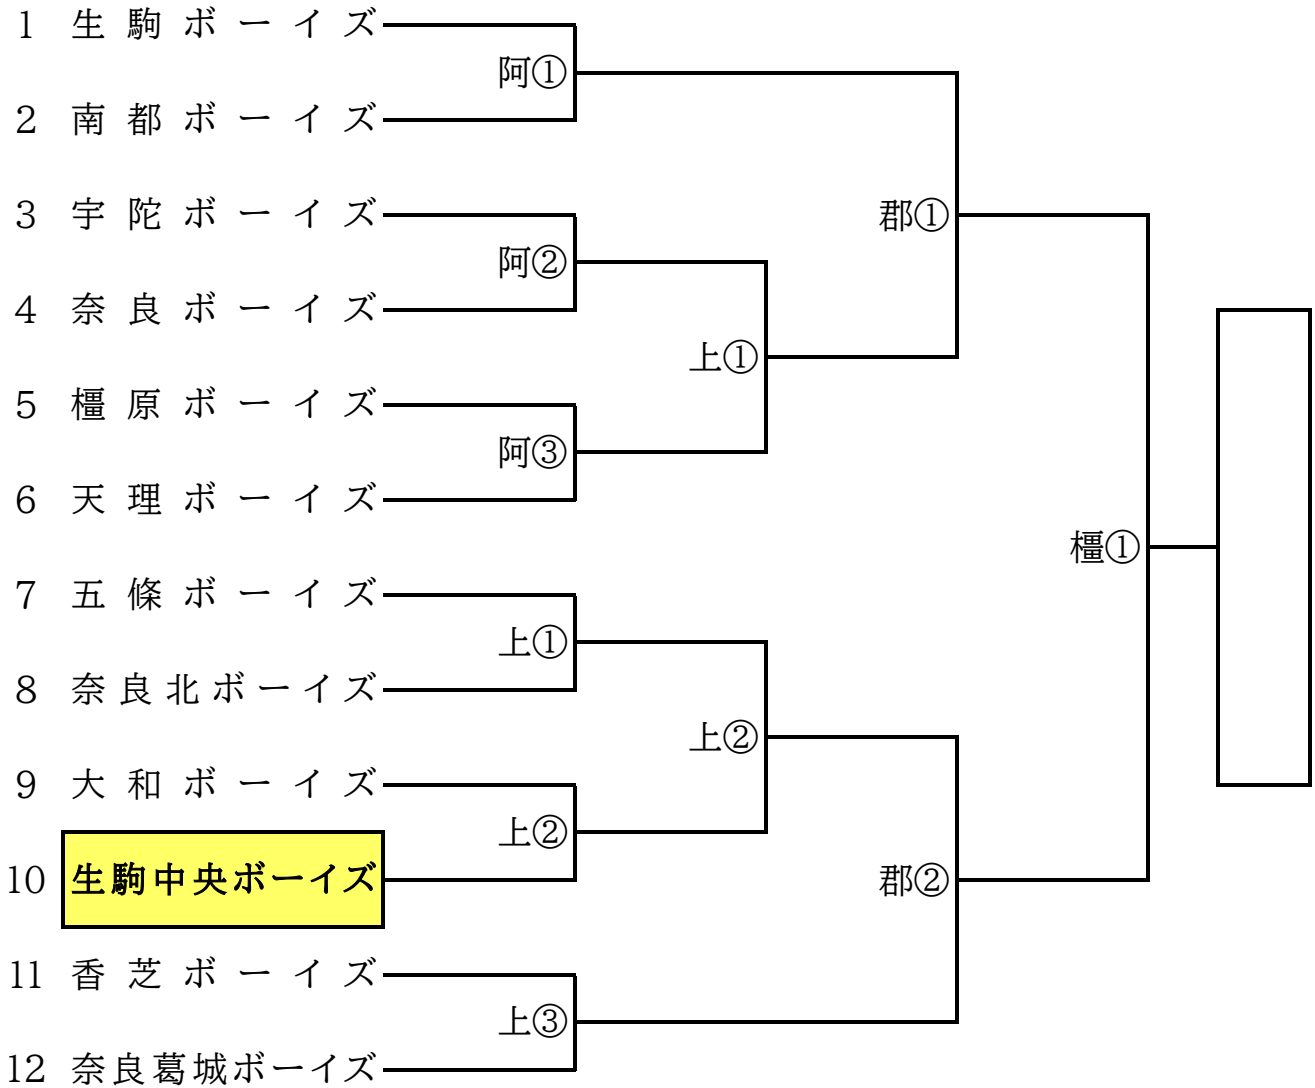 1 生駒ボーイズ
阿①
2 南都ボーイズ
3 宇陀ボーイズ
郡①
阿②
4 奈良ボーイズ
上①
5 橿原ボーイズ
阿③
6 天理ボーイズ
橿①
7 五條ボーイズ
上①
8 奈良北ボーイズ
上②
9 大和ボーイズ
上②
10 生駒中央ボーイズ
郡②
11 香芝ボーイズ
上③
12 奈良葛城ボーイズ